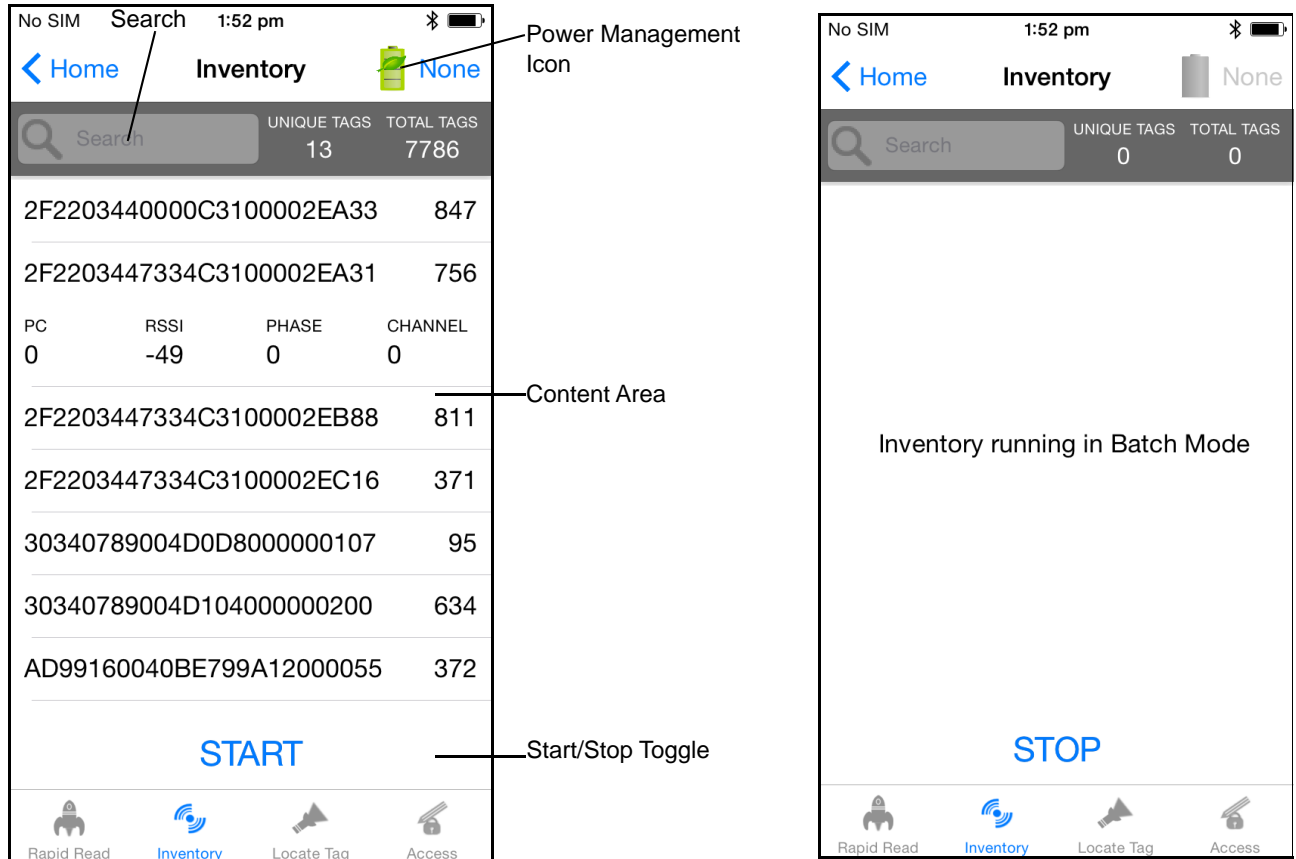 No SIM Search 1:52 pm
Home Inventory None
Search UNIQUE TAGS TOTAL TAGS
13 7786
2F2203440000C3100002EA33 847
2F2203447334C3100002EA31 756
PC RSSI PHASE CHANNEL
0 -49 0 0
2F2203447334C3100002EB88 811
2F2203447334C3100002EC16 371
30340789004D0D8000000107 95
30340789004D104000000200 634
AD99160040BE799A12000055 372
START
Rapid Read Inventory Locate Tag Access
Power Management
Icon
Content Area
Start/Stop Toggle
No SIM 1:52 pm
Home Inventory None
Search UNIQUE TAGS TOTAL TAGS
0 0
Inventory running in Batch Mode
STOP
Rapid Read Inventory Locate Tag Access